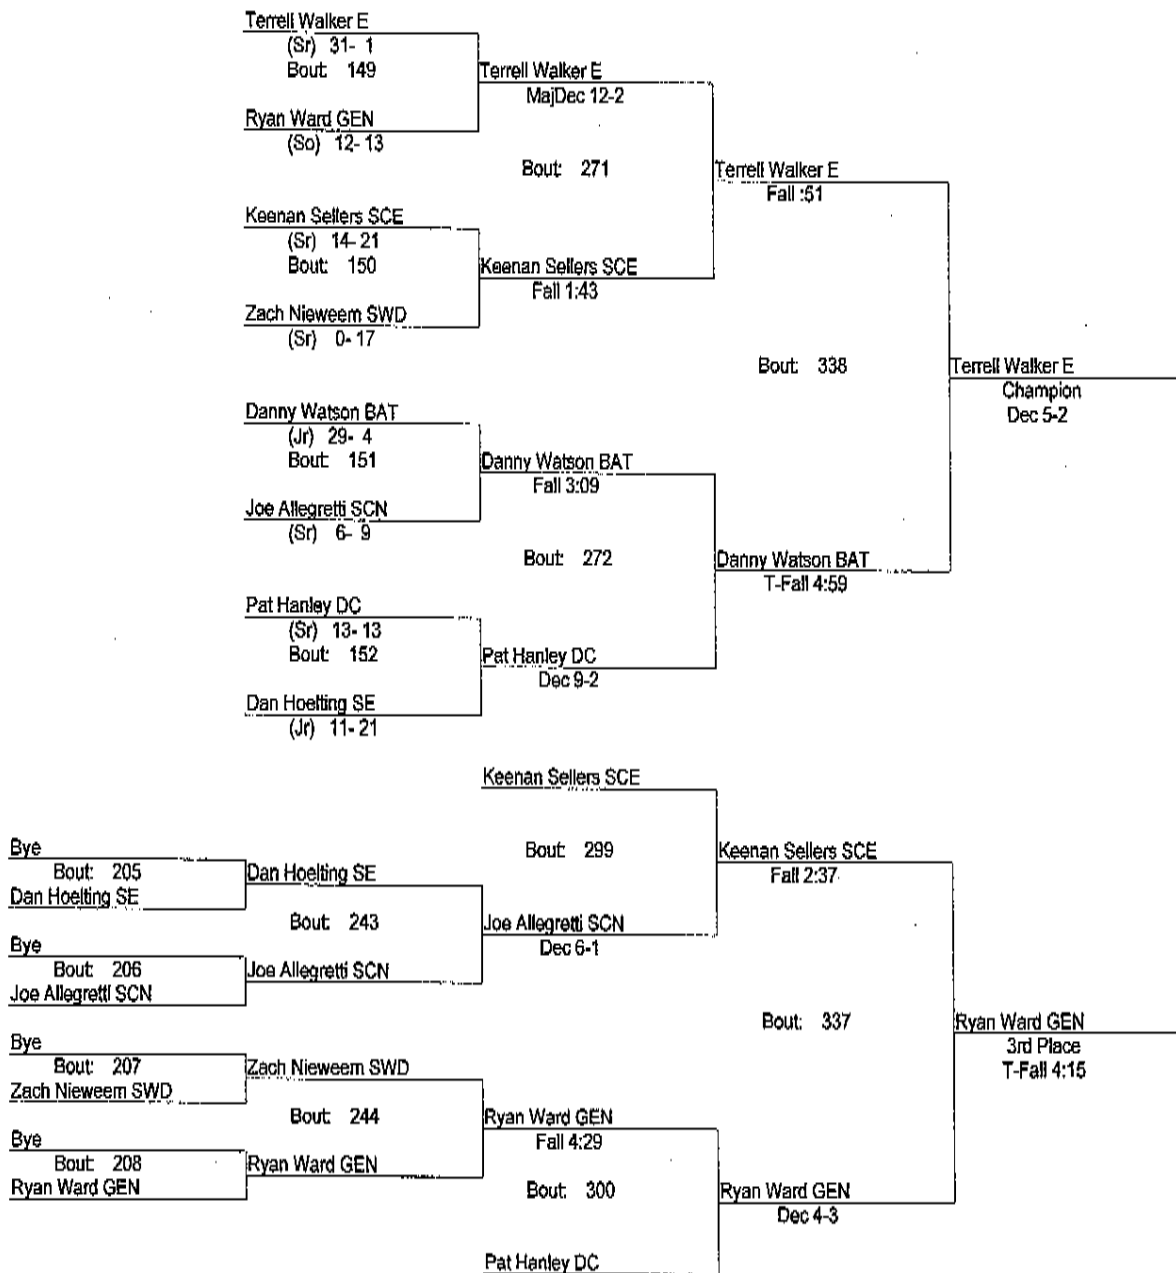 Terrell Walker E
(Sr) 31- 1
Bout: 149
Terrell Walker E
MajDec 12-2
Ryan Ward GEN
(So) 12- 13
Bout: 271
Terrell Walker E
Fall :51
Keenan Sellers SCE
(Sr) 14- 21
Bout: 150
Keenan Sellers SCE
Fall 1:43
Zach Nieweem SWD
(Sr) 0- 17
Bout: 338
Terrell Walker E
Champion
Dec 5-2
Danny Watson BAT
(Jr) 29- 4
Bout: 151
Danny Watson BAT
Fall 3:09
Joe Allegretti SCN
(Sr) 6- 9
Bout: 272
Danny Watson BAT
T-Fall 4:59
Pat Hanley DC
(Sr) 13- 13
Bout: 152
Pat Hanley DC
Dec 9-2
Dan Hoelting SE
(Jr) 11- 21
Keenan Sellers SCE
Bout: 299
Keenan Sellers SCE
Fall 2:37
Bye
Bout: 205
Dan Hoelting SE
Dan Hoelting SE
Bout: 243
Joe Allegretti SCN
Dec 6-1
Bye
Bout: 206
Joe Allegretti SCN
Joe Allegretti SCN
Bout: 337
Ryan Ward GEN
3rd Place
T-Fall 4:15
Bye
Bout: 207
Zach Nieweem SWD
Zach Nieweem SWD
Bout: 244
Ryan Ward GEN
Fall 4:29
Bye
Bout: 208
Ryan Ward GEN
Ryan Ward GEN
Bout: 300
Ryan Ward GEN
Dec 4-3
Pat Hanley DC